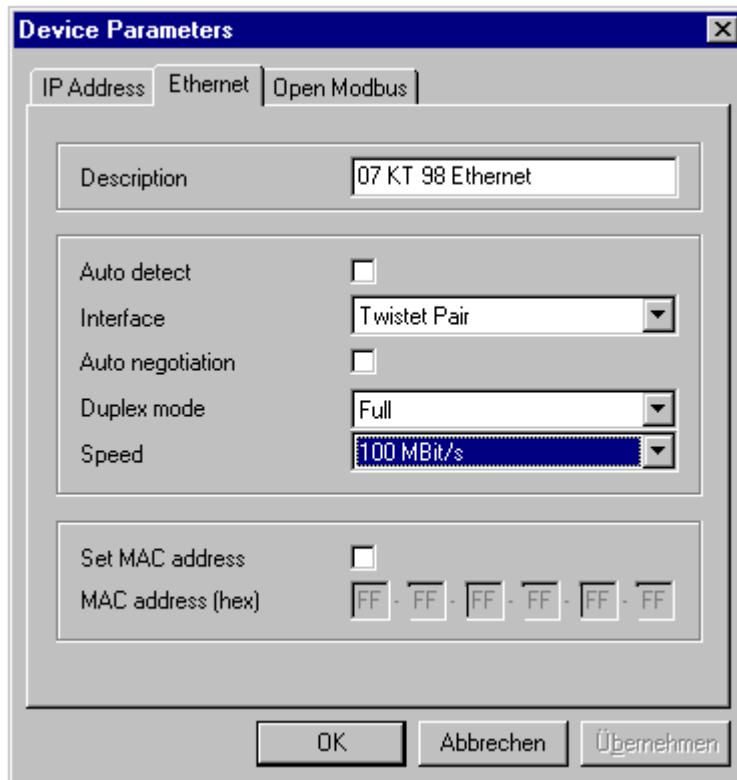 Device Parameters
IP Address Ethernet Open Modbus
Description 07 KT 98 Ethernet
Auto detect
Interface Twistet Pair
Auto negotiation
Duplex mode Full
Speed 100 MBit/s
Set MAC address
MAC address (hex) FF - FF - FF - FF - FF - FF
OK Abbrechen Übernehmen